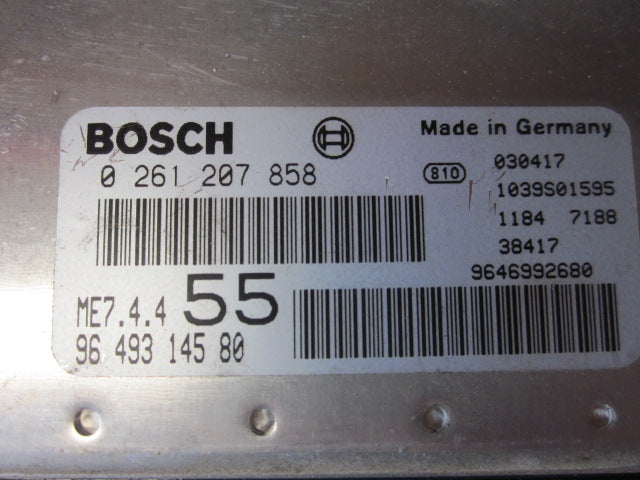 BOSCH
Made in Germany
0 261 207 858
810
030417
1039S01595
1184 7188
38417
9646992680
ME7.4.4 55
96 493 145 80